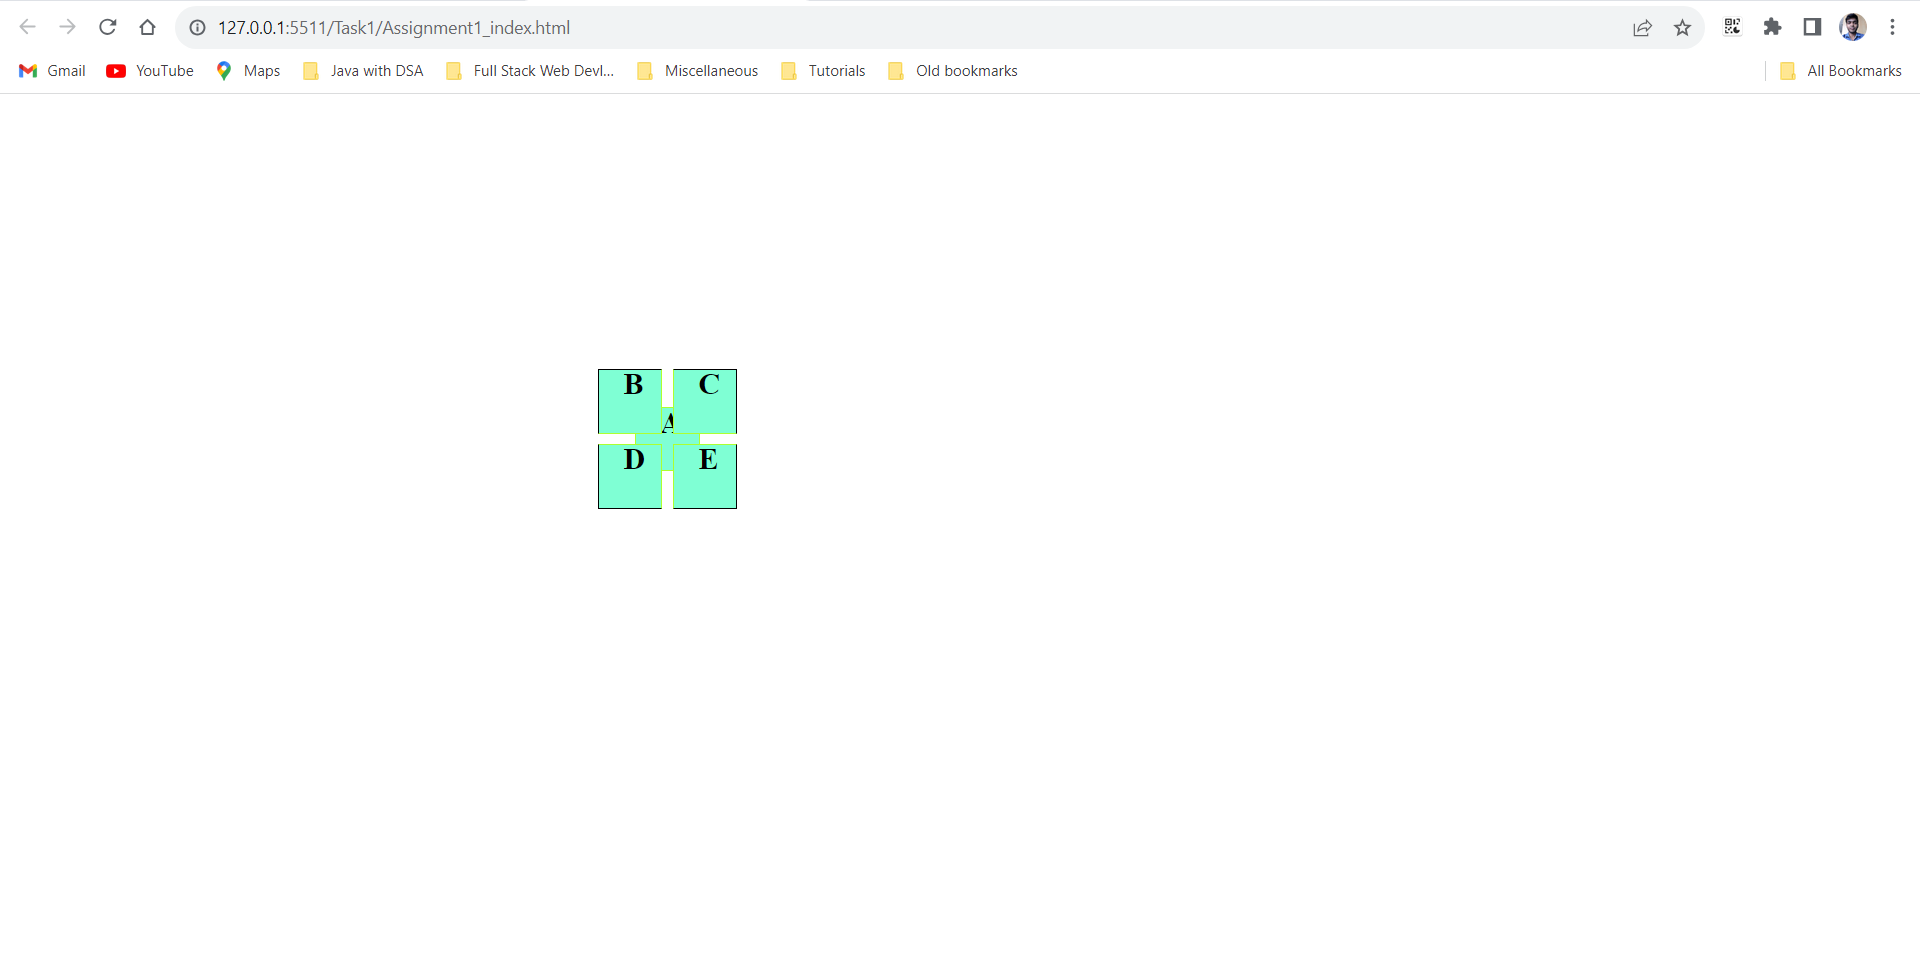 127.0.0.1:5511/Task1/Assignment1_index.html
Gmail YouTube Maps Java with DSA Full Stack Web Devl... Miscellaneous Tutorials Old bookmarks All Bookmarks
B C
A
D E